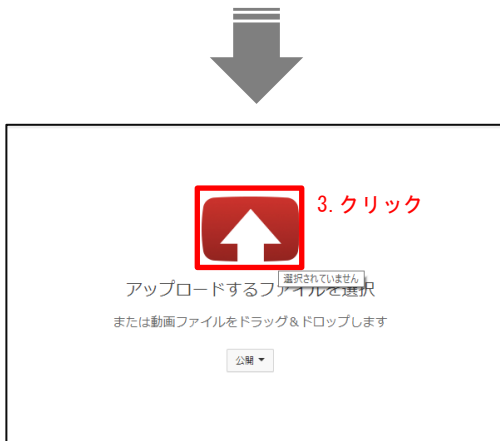 3.クリック
選択されていません
アップロードするファイルを選択
または動画ファイルをドラッグ&ドロップします
公開